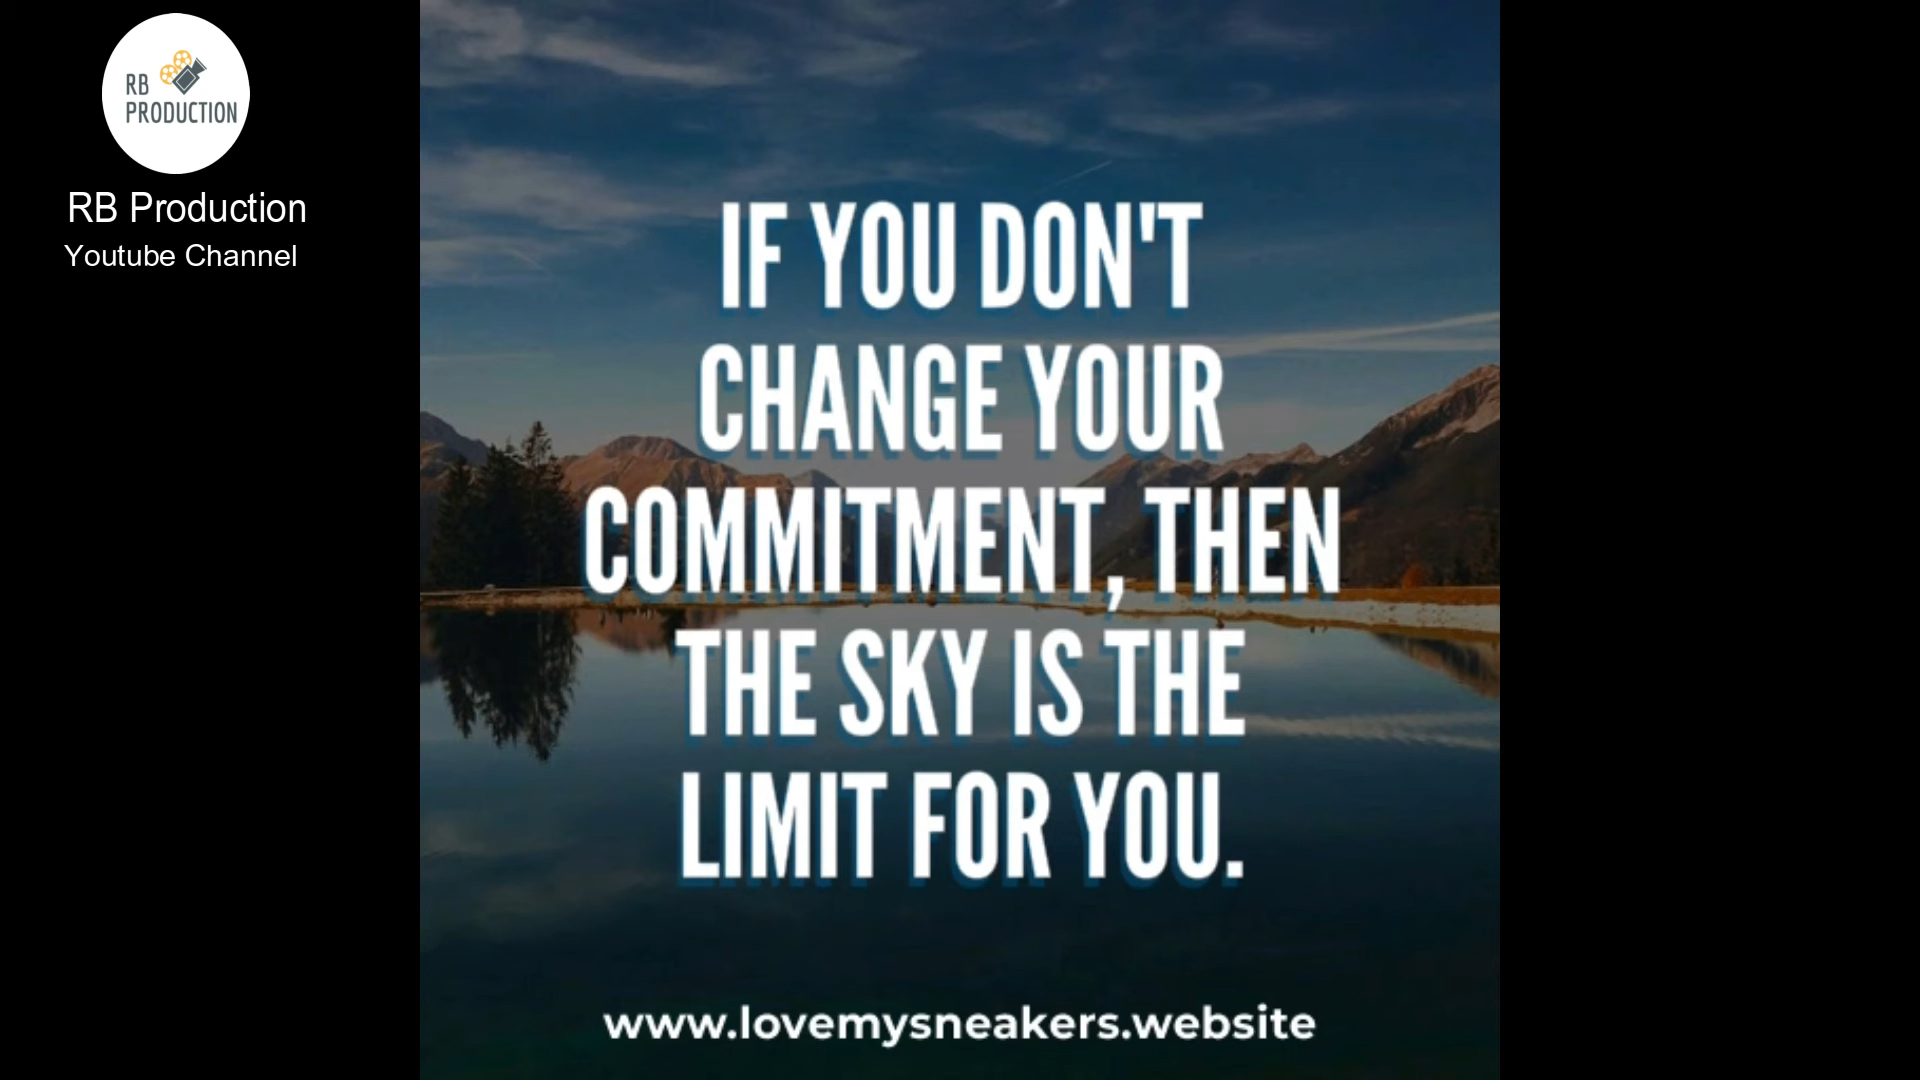 RB
PRODUCTION
RB Production
Youtube Channel
IF YOU DON'T
CHANGE YOUR
COMMITMENT, THEN
THE SKY IS THE
LIMIT FOR YOU.
www.lovemysneakers.website